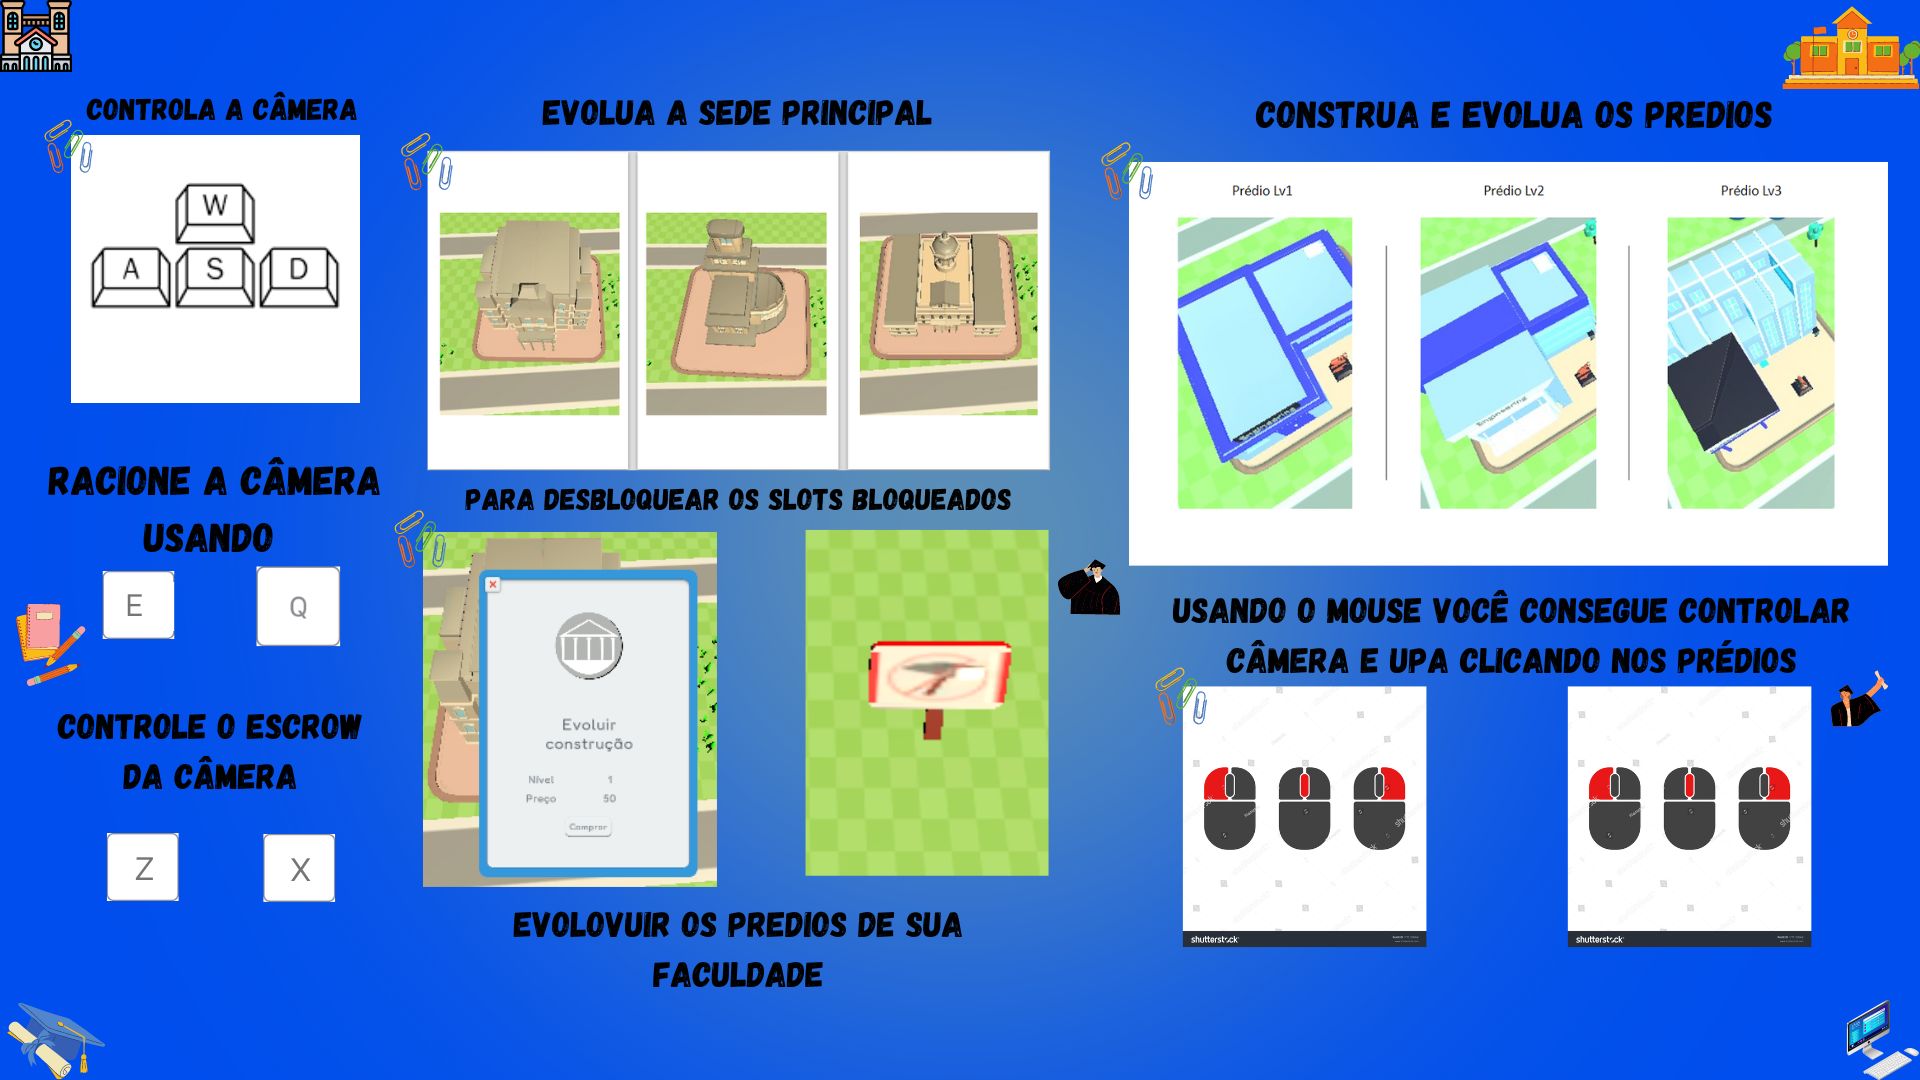 CONTROLA A CÂMERA
W
A
S
D
RACIONE A CÂMERA
USANDO
E
Q
CONTROLE O ESCROW
DA CÂMERA
Z
X
EVOLUA A SEDE PRINCIPAL
PARA DESBLOQUEAR OS SLOTS BLOQUEADOS
Evoluir
construção
Nível 1
Preço 50
Comprar
EVOLOVUIR OS PREDIOS DE SUA
FACULDADE
CONSTRUA E EVOLUA OS PREDIOS
Prédio Lv1
Prédio Lv2
Prédio Lv3
USANDO O MOUSE VOCÊ CONSEGUE CONTROLAR
CÂMERA E UPA CLICANDO NOS PRÉDIOS
shutterstock
shutterstock